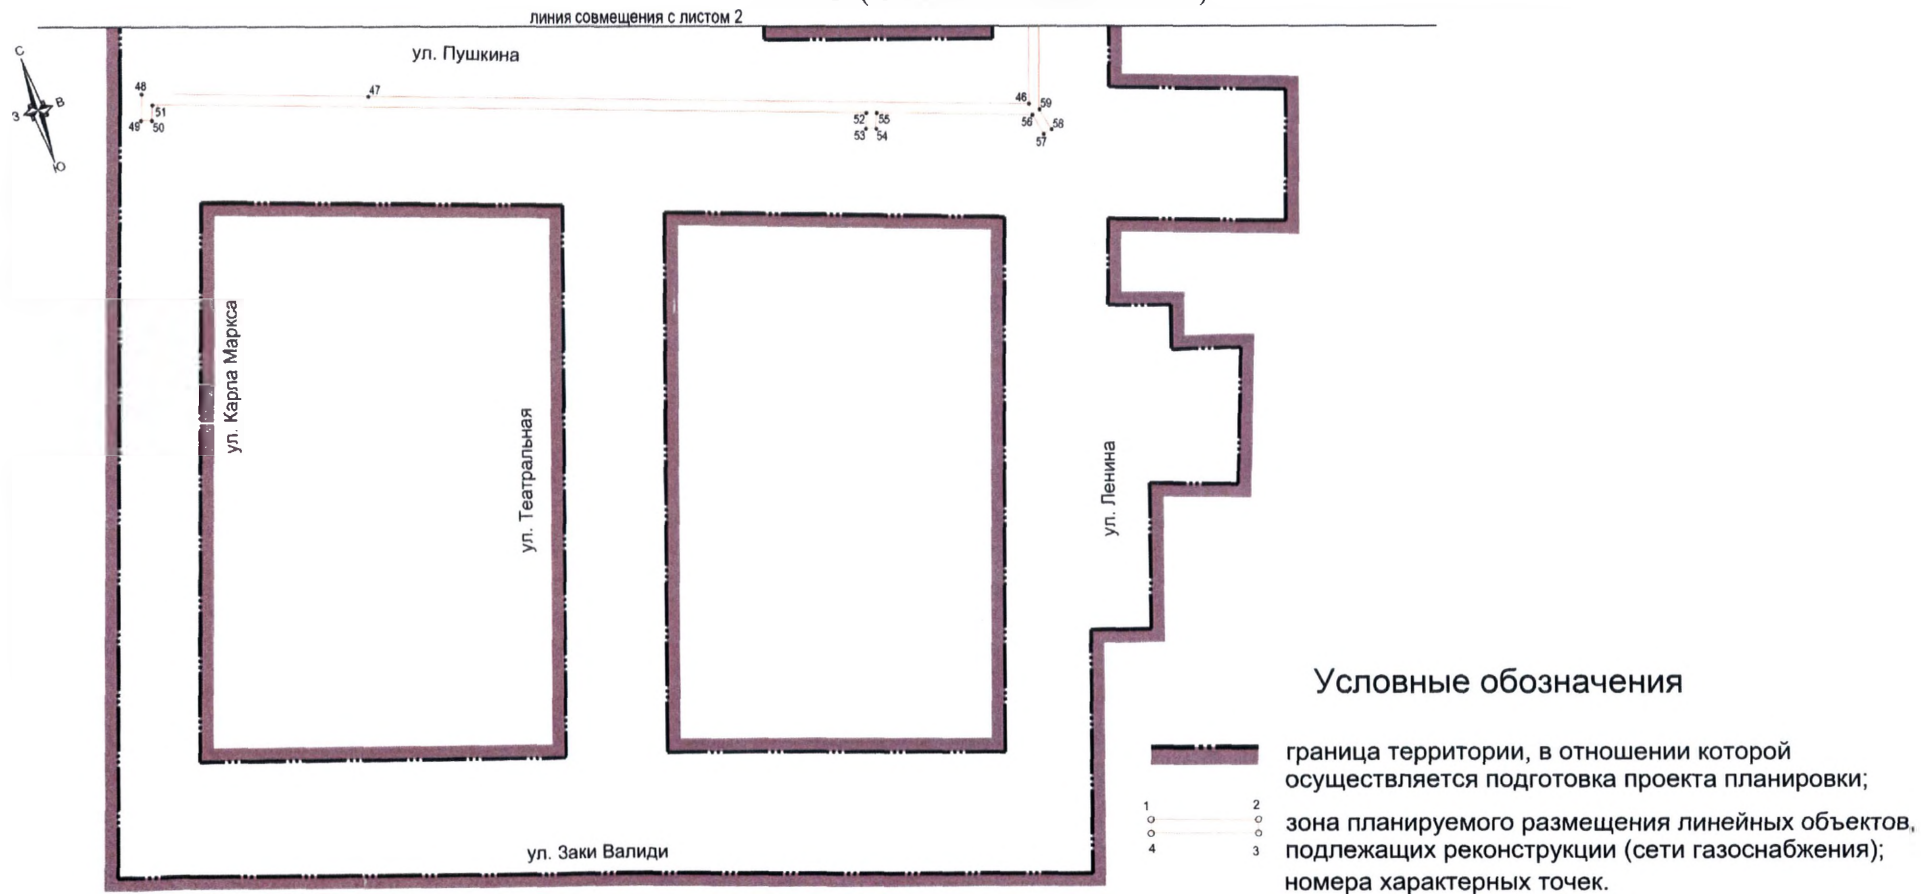 линия совмещения с листом 2
ул. Пушкина
С
В
З
Ю
48
47
46
59
51
49
50
52
55
53
54
56
58
57
ул. Карла Маркса
ул. Театральная
ул. Ленина
ул. Заки Валиди
Условные обозначения
граница территории, в отношении которой
осуществляется подготовка проекта планировки;
1
2
зона планируемого размещения линейных объектов,
4
3
подлежащих реконструкции (сети газоснабжения);
номера характерных точек.